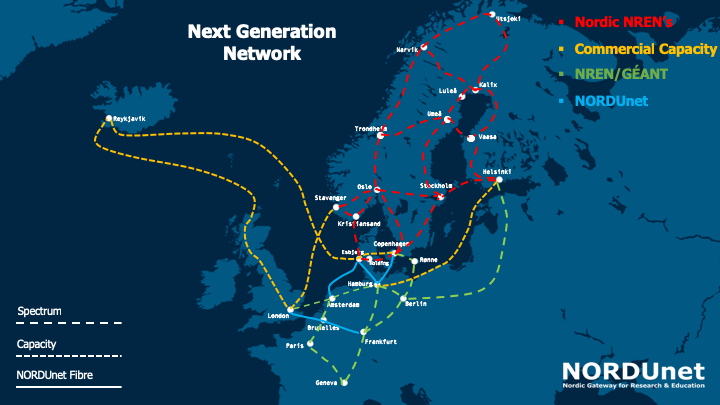 Next Generation
Network
Nordic NREN's
Commercial Capacity
NREN/GÉANT
NORDUnet
Utsjoki
Narvik
Kalix
Luleå
Reykjavik
Umeå
Trondheim
Vaasa
Helsinki
Oslo
Stockholm
Stavanger
Kristiansand
Copenhagen
Esbjerg
Kolding
Rønne
Hamburg
Amsterdam
Berlin
London
Bruxelles
Frankfurt
Paris
Geneva
Spectrum
Capacity
NORDUnet Fibre
NORDUnet
Nordic Gateway for Research & Education